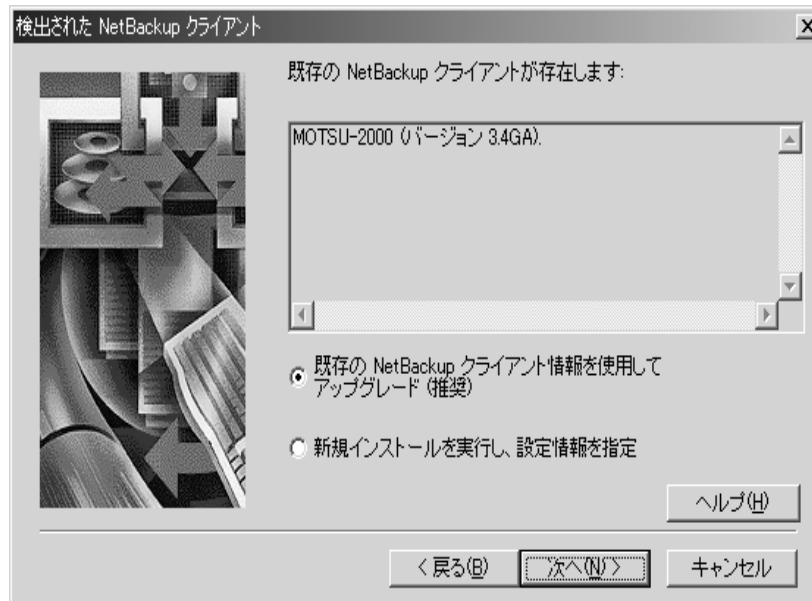 検出された NetBackup クライアント
既存の NetBackup クライアントが存在します:
MOTSU-2000 (バージョン 3.4GA).
既存の NetBackup クライアント情報を使用して
アップグレード (推奨)
新規インストールを実行し、設定情報を指定
ヘルプ(H)
< 戻る(B)
次へ(N) >
キャンセル